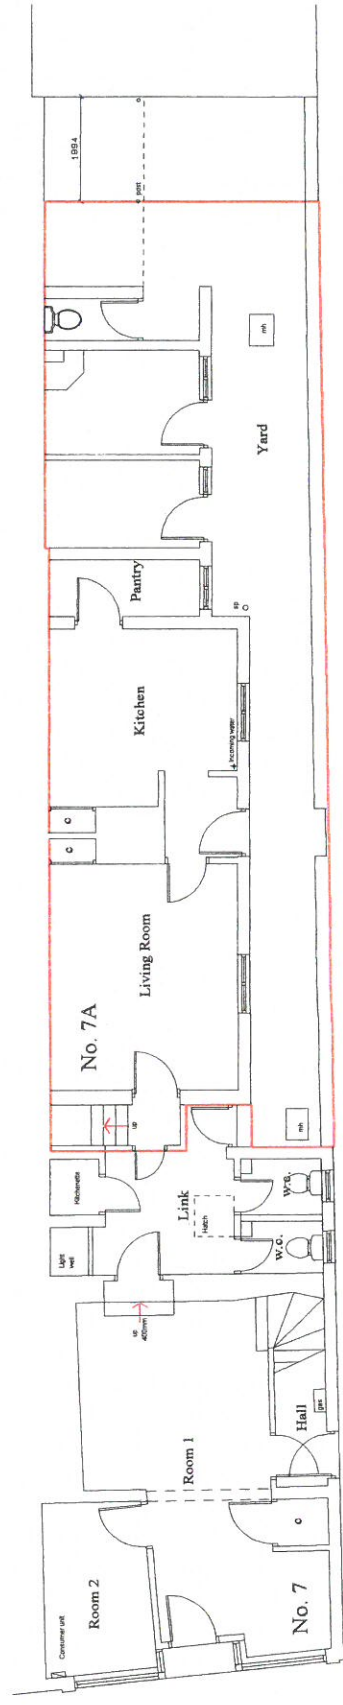 1994
mh
Yard
Pantry
sp
Kitchen
+ incoming water
c
c
Living Room
No. 7A
up
mh
Kitchenette
Link
Hatch
w.c.
w.c.
Light
well
up
400mm
Hall
gas
Room 1
c
Room 2
Consumer unit
No. 7